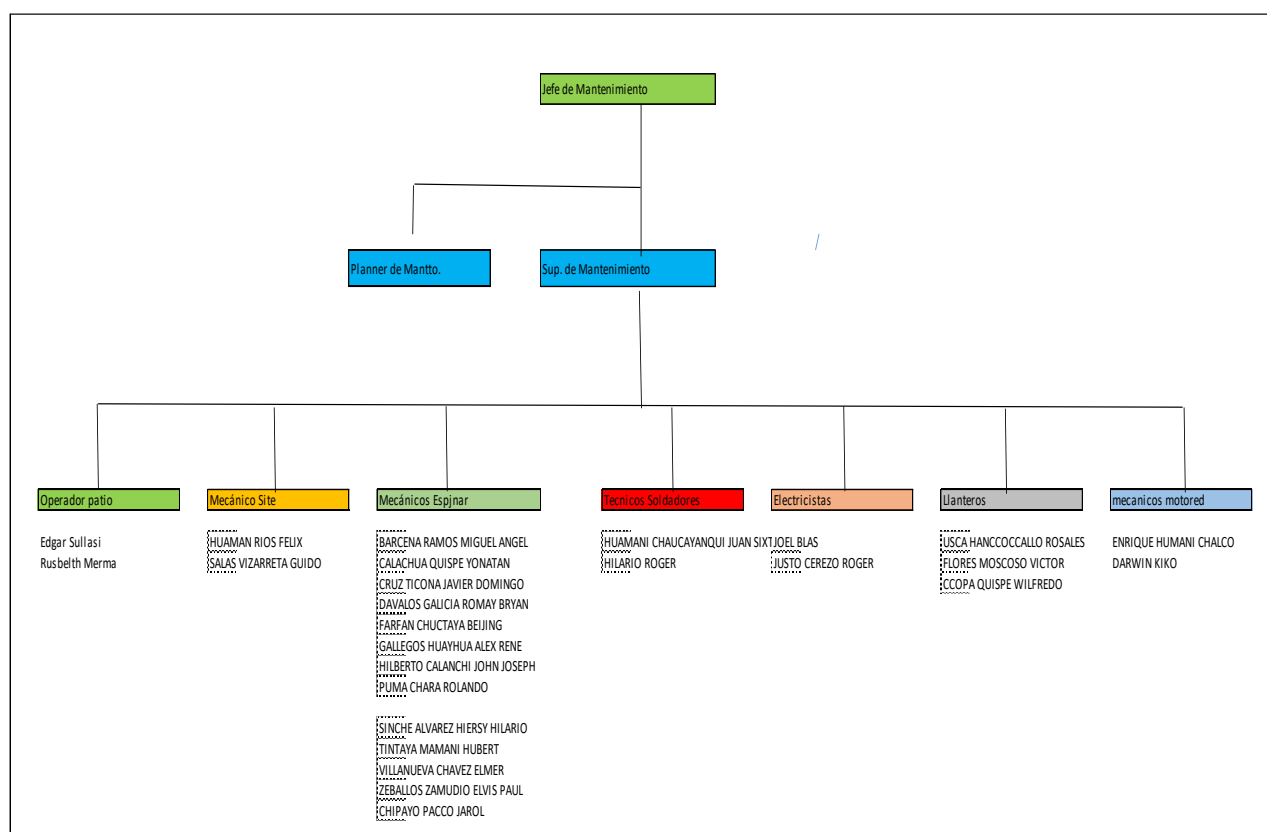 Jefe de Mantenimiento
Planner de Mantto.
Sup. de Mantenimiento
Operador patio
Edgar Sullasi
Rusbelth Merma
Mecánico Site
HUAMAN RIOS FELIX
SALAS VIZARRETA GUIDO
Mecánicos Espjnar
BARCENA RAMOS MIGUEL ANGEL
CALACHUA QUISPE YONATAN
CRUZ TICONA JAVIER DOMINGO
DAVALOS GALICIA ROMAY BRYAN
FARFAN CHUCTAYA BEIJING
GALLEGOS HUAYHUA ALEX RENE
HILBERTO CALANCHI JOHN JOSEPH
PUMA CHARA ROLANDO
SINCHE ALVAREZ HIERSY HILARIO
TINTAYA MAMANI HUBERT
VILLANUEVA CHAVEZ ELMER
ZEBALLOS ZAMUDIO ELVIS PAUL
CHIPAYO PACCO JAROL
Tecnicos Soldadores
HUAMANI CHAUCAYANQUI JUAN SIXT
HILARIO ROGER
Electricistas
JOEL BLAS
JUSTO CEREZO ROGER
Llanteros
USCA HANCCOCCALLO ROSALES
FLORES MOSCOSO VICTOR
CCOPA QUISPE WILFREDO
mecanicos motored
ENRIQUE HUMANI CHALCO
DARWIN KIKO